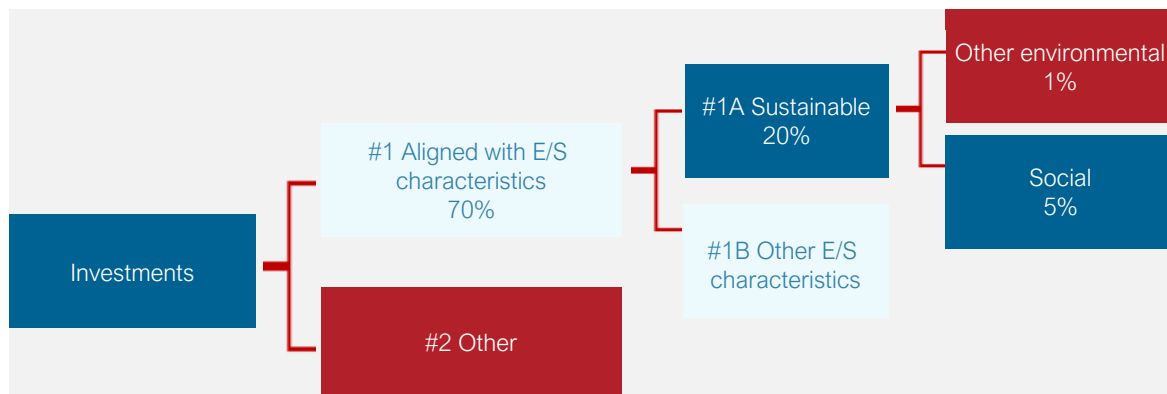 Investments
#1 Aligned with E/S
characteristics
70%
#2 Other
#1A Sustainable
20%
#1B Other E/S
characteristics
Other environmental
1%
Social
5%